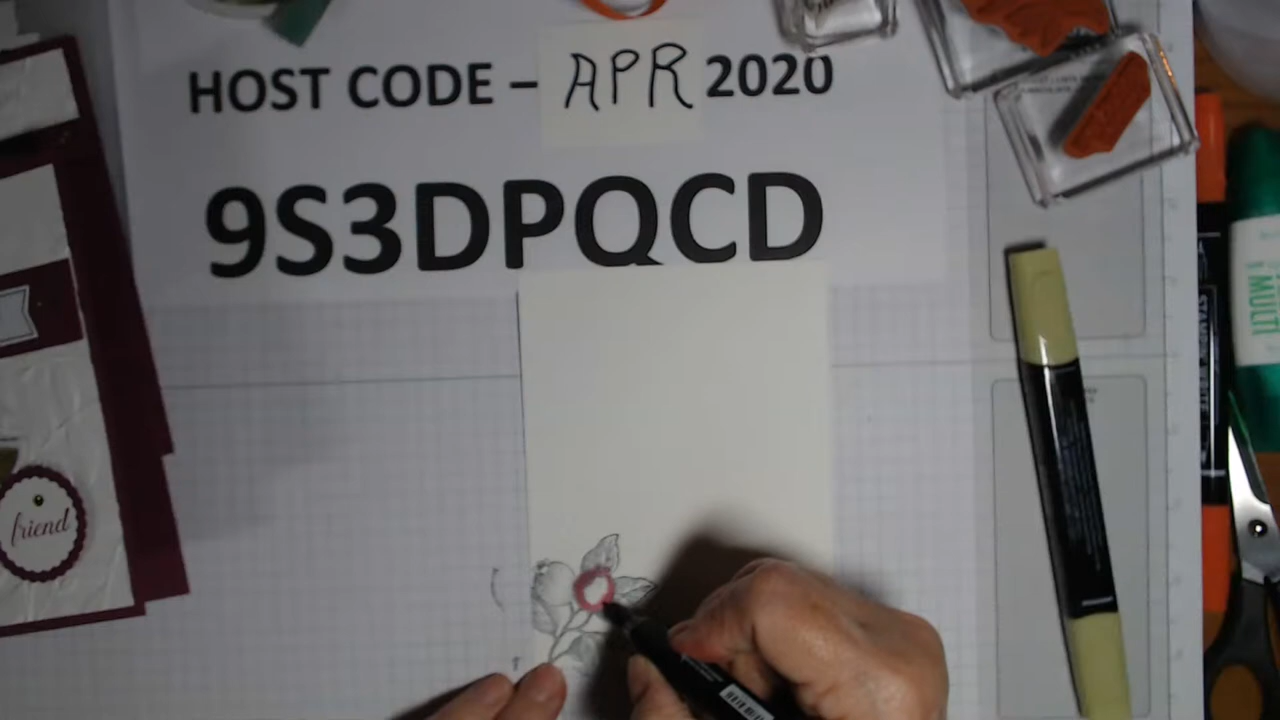 HOST CODE – APR 2020
9S3DPQCD
MULTI
friend